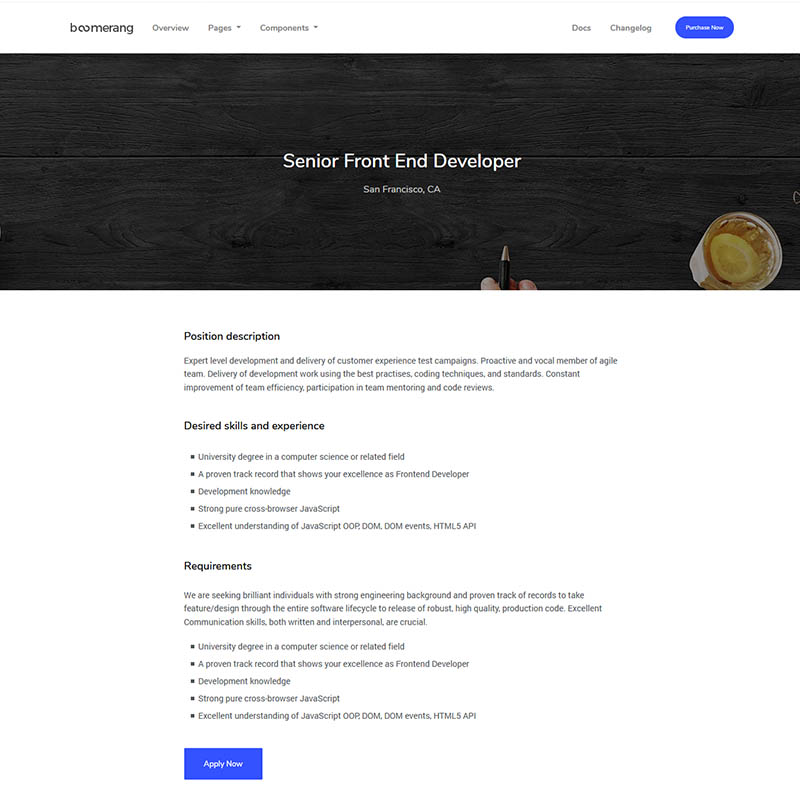 boomerang Overview Pages Components Docs Changelog Purchase Now
Senior Front End Developer
San Francisco, CA
Position description
Expert level development and delivery of customer experience test campaigns. Proactive and vocal member of agile
team. Delivery of development work using the best practises, coding techniques, and standards. Constant
improvement of team efficiency, participation in team mentoring and code reviews.
Desired skills and experience
University degree in a computer science or related field
A proven track record that shows your excellence as Frontend Developer
Development knowledge
Strong pure cross-browser JavaScript
Excellent understanding of JavaScript OOP, DOM, DOM events, HTML5 API
Requirements
We are seeking brilliant individuals with strong engineering background and proven track of records to take
feature/design through the entire software lifecycle to release of robust, high quality, production code. Excellent
Communication skills, both written and interpersonal, are crucial.
University degree in a computer science or related field
A proven track record that shows your excellence as Frontend Developer
Development knowledge
Strong pure cross-browser JavaScript
Excellent understanding of JavaScript OOP, DOM, DOM events, HTML5 API
Apply Now